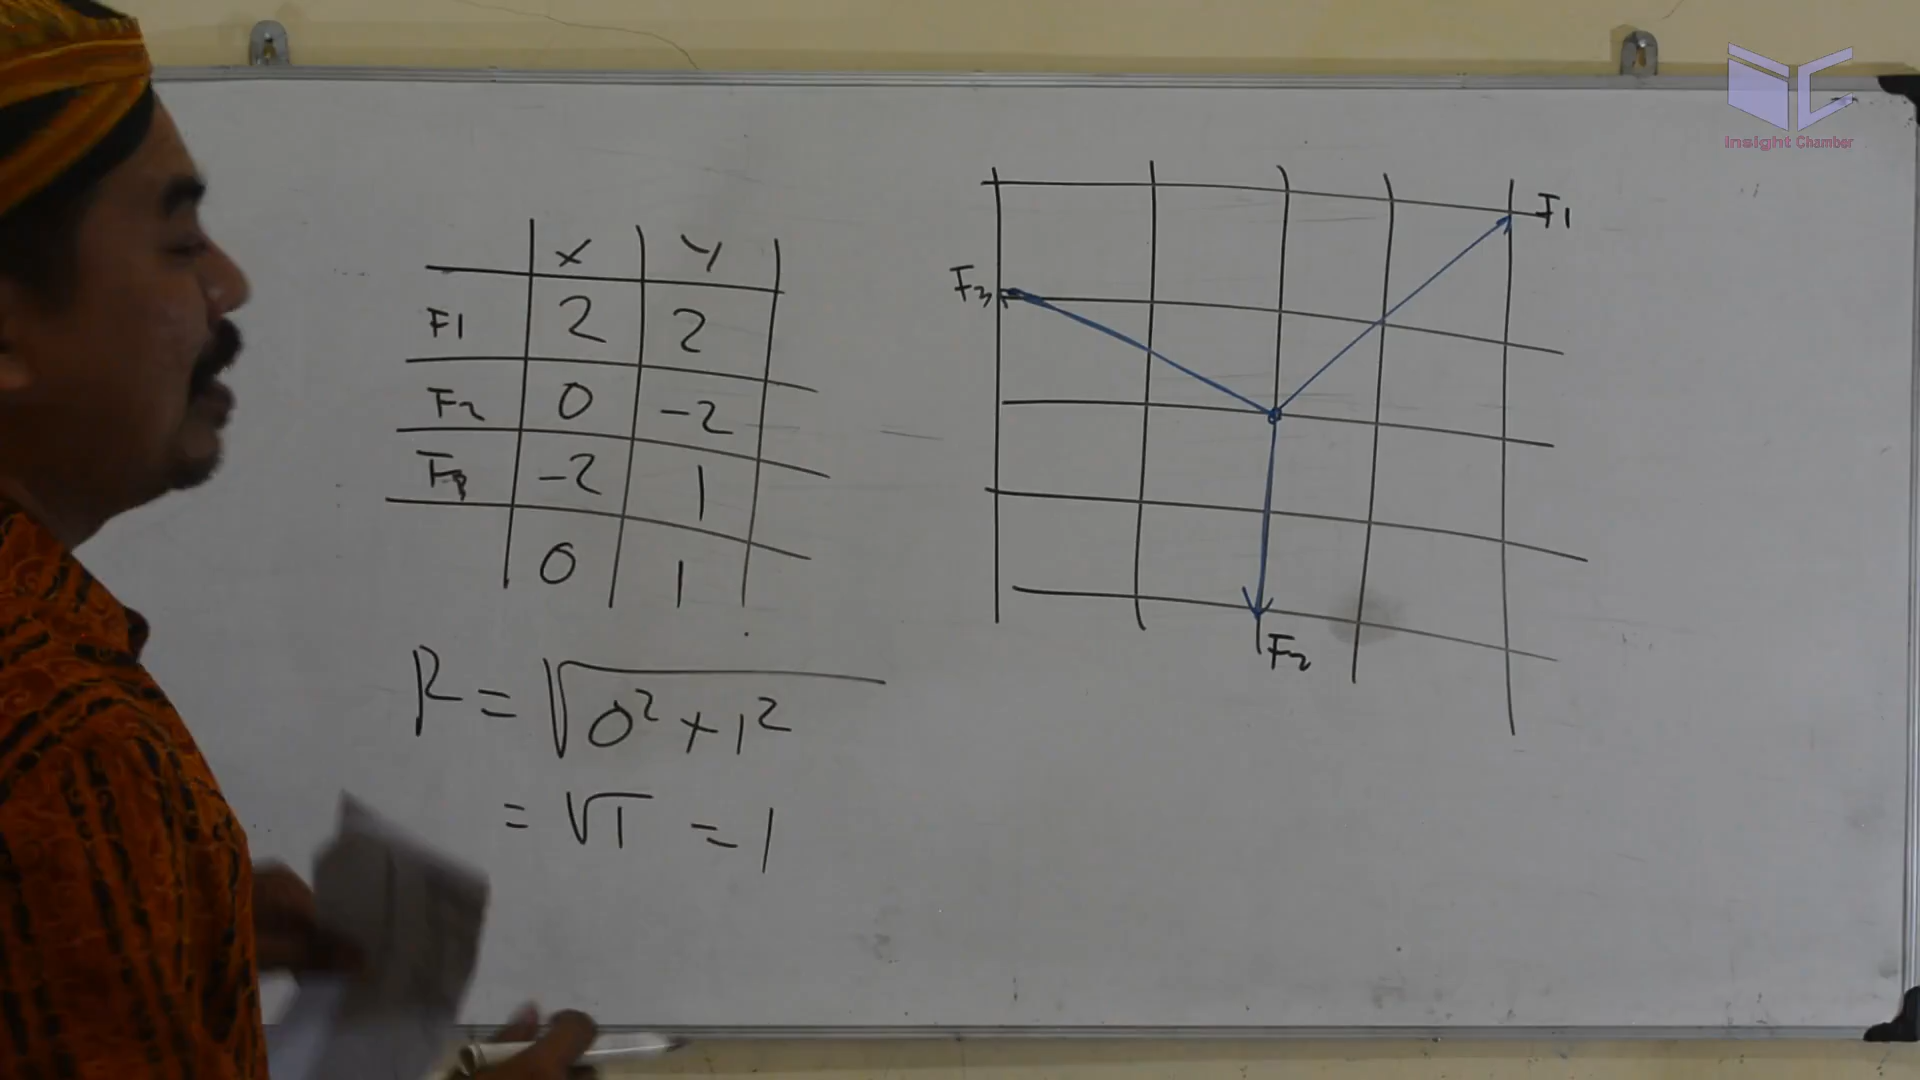 Insight Chamber
x y
F1 2 2
F2 0 -2
F3 -2 1
0 1
R = √0² + 1²
= √1 = 1
F1
F3
F2